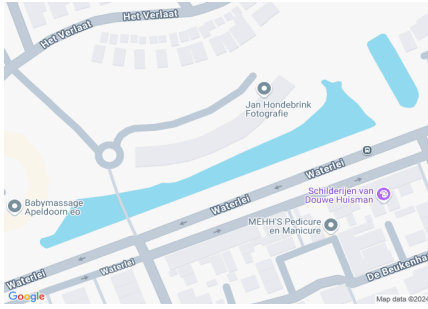 Het Verlaat
Het Verlaat
Jan Hondebrink
Fotografie
Waterlei
Schilderijen van
Douwe Huisman
Babymassage
Apeldoorn eo
Waterlei
MEHH'S Pedicure
en Manicure
Waterlei
Waterlei
De Beukenha
Google
Map data ©2024